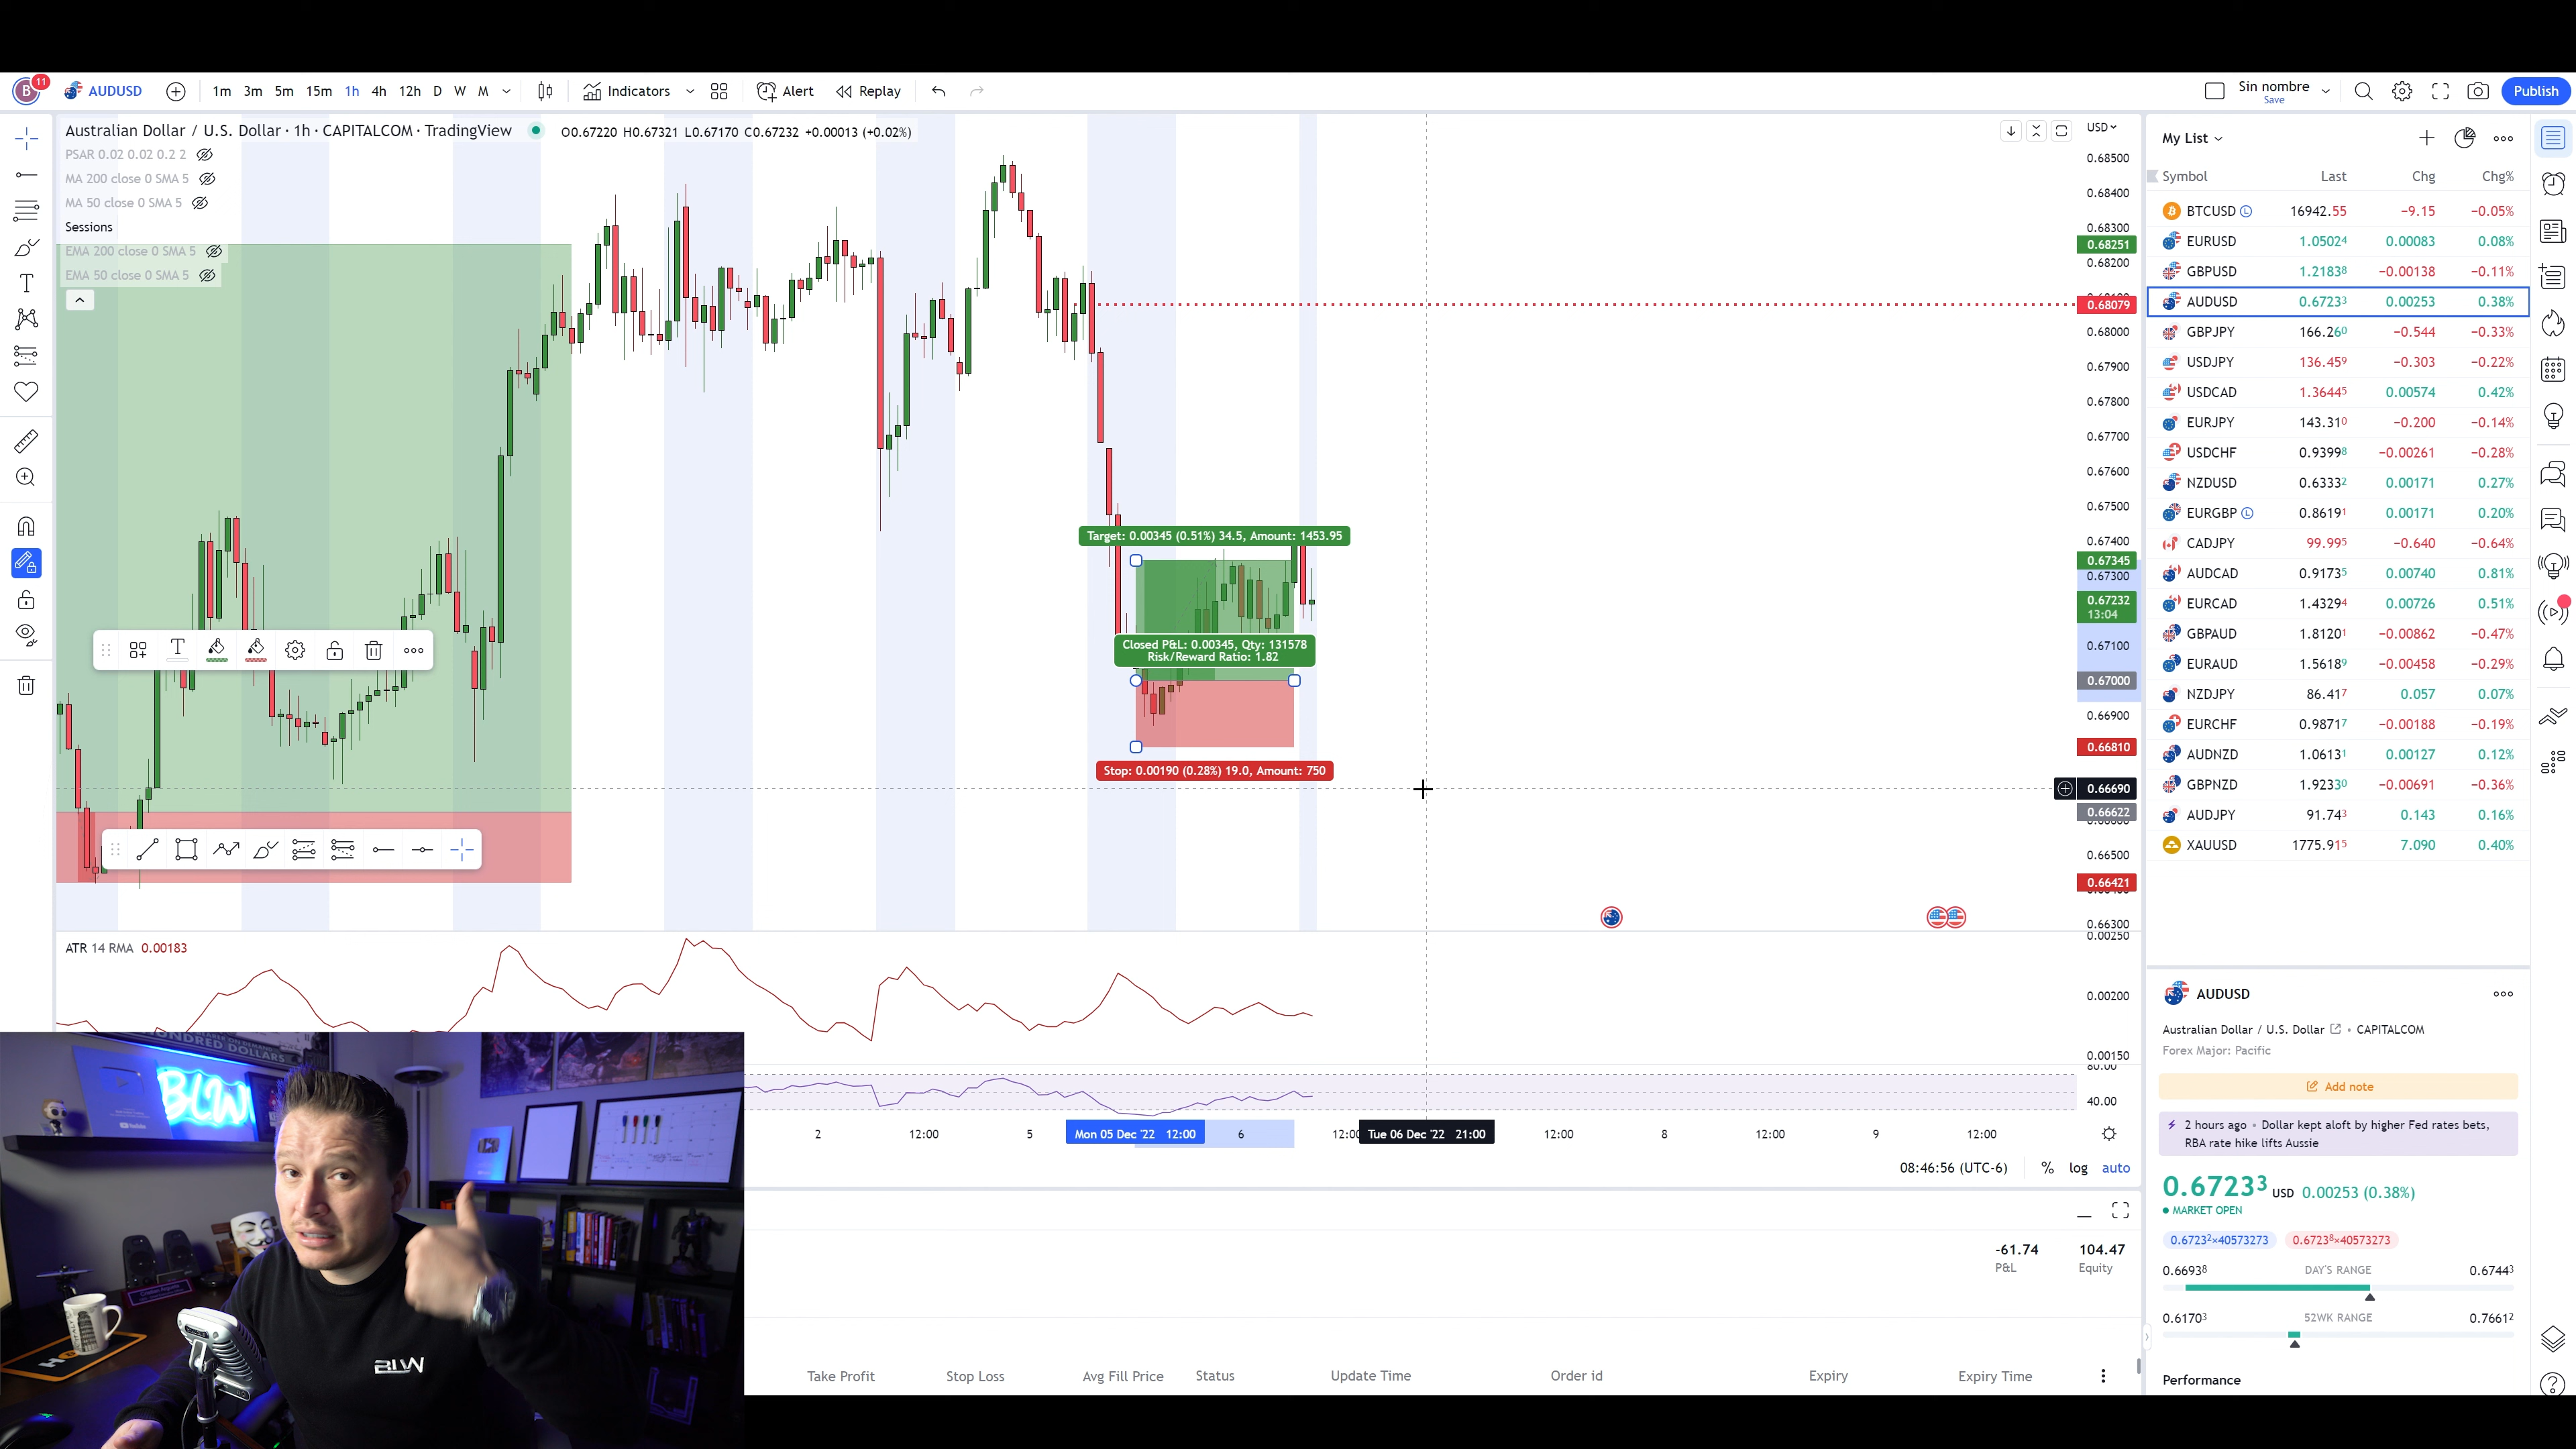 B 11 AUDUSD 1m 3m 5m 15m 1h 4h 12h D W M Indicators Alert Replay Sin nombre Save Publish
Australian Dollar / U.S. Dollar · 1h · CAPITALCOM · TradingView O0.67220 H0.67321 L0.67170 C0.67232 +0.00013 (+0.02%)
PSAR 0.02 0.02 0.2 2
MA 200 close 0 SMA 5
MA 50 close 0 SMA 5
Sessions
EMA 200 close 0 SMA 5
EMA 50 close 0 SMA 5
T
T
Target: 0.00345 (0.51%) 34.5, Amount: 1453.95
Closed P&L: 0.00345, Qty: 131578
Risk/Reward Ratio: 1.82
Stop: 0.00190 (0.28%) 19.0, Amount: 750
USD
0.68500
0.68400
0.68300
0.68251
0.68200
0.68079
0.68000
0.67900
0.67800
0.67700
0.67600
0.67500
0.67400
0.67345
0.67300
0.67232
13:04
0.67100
0.67000
0.66900
0.66810
0.66690
0.66622
0.66500
0.66421
0.66300
0.00250
ATR 14 RMA 0.00183
0.00200
0.00150
80.00
40.00
2 12:00 5 Mon 05 Dec '22 12:00 6 12:00 Tue 06 Dec '22 21:00 12:00 8 12:00 9 12:00
08:46:56 (UTC-6) % log auto
-61.74 104.47
P&L Equity
Take Profit Stop Loss Avg Fill Price Status Update Time Order id Expiry Expiry Time
My List
Symbol Last Chg Chg%
BTCUSD L 16942.55 −9.15 −0.05%
EURUSD 1.05024 0.00083 0.08%
GBPUSD 1.21838 −0.00138 −0.11%
AUDUSD 0.67233 0.00253 0.38%
GBPJPY 166.260 −0.544 −0.33%
USDJPY 136.459 −0.303 −0.22%
USDCAD 1.36445 0.00574 0.42%
EURJPY 143.310 −0.200 −0.14%
USDCHF 0.93998 −0.00261 −0.28%
NZDUSD 0.63332 0.00171 0.27%
EURGBP L 0.86191 0.00171 0.20%
CADJPY 99.995 −0.640 −0.64%
AUDCAD 0.91735 0.00740 0.81%
EURCAD 1.43294 0.00726 0.51%
GBPAUD 1.81201 −0.00862 −0.47%
EURAUD 1.56189 −0.00458 −0.29%
NZDJPY 86.417 0.057 0.07%
EURCHF 0.98717 −0.00188 −0.19%
AUDNZD 1.06131 0.00127 0.12%
GBPNZD 1.92330 −0.00691 −0.36%
AUDJPY 91.743 0.143 0.16%
XAUUSD 1775.915 7.090 0.40%
AUDUSD
Australian Dollar / U.S. Dollar • CAPITALCOM
Forex Major: Pacific
Add note
2 hours ago • Dollar kept aloft by higher Fed rates bets,
RBA rate hike lifts Aussie
0.67233 USD 0.00253 (0.38%)
MARKET OPEN
0.67232×40573273 0.67238×40573273
0.66938 DAY'S RANGE 0.67443
0.61703 52WK RANGE 0.76612
Performance
HUNDRED DOLLARS
BLW
YouTube
BLW